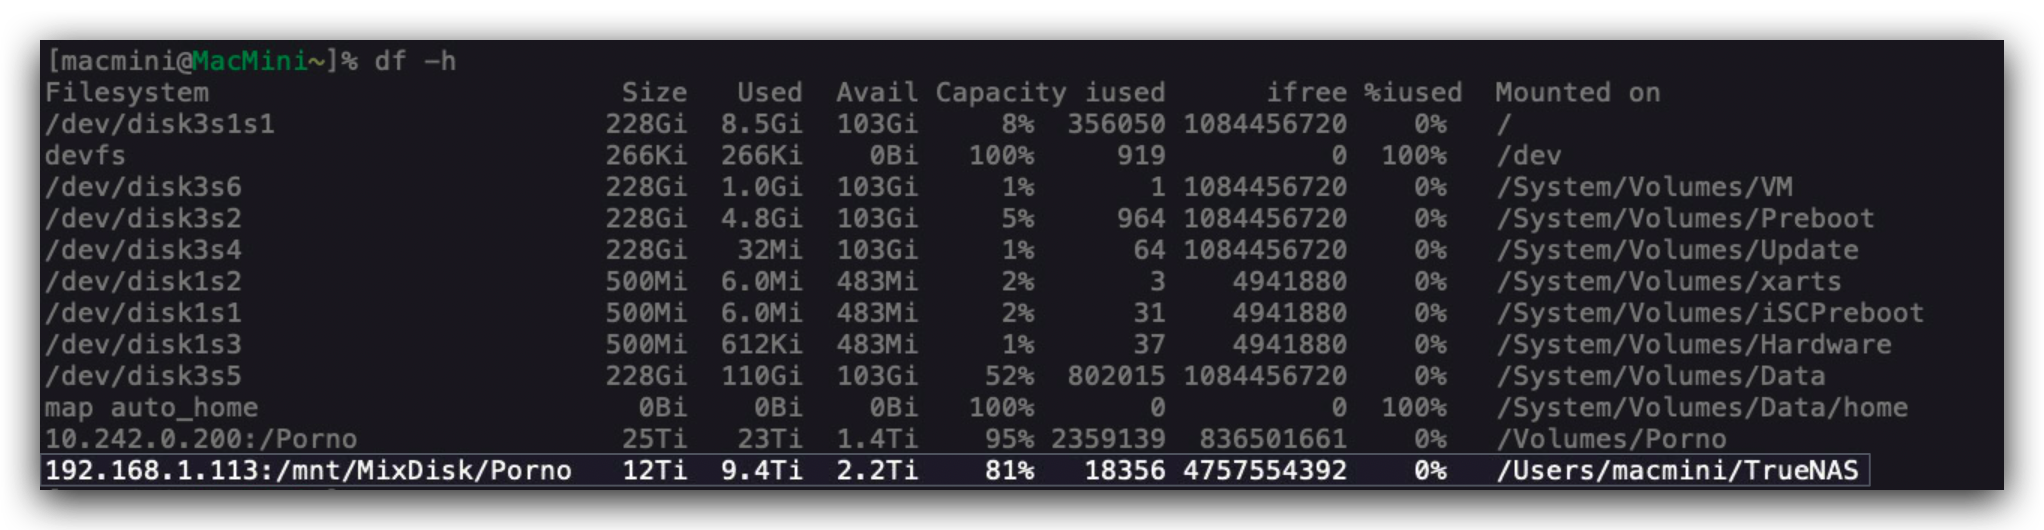 [macmini@MacMini~]% df -h
Filesystem Size Used Avail Capacity iused ifree %iused Mounted on
/dev/disk3s1s1 228Gi 8.5Gi 103Gi 8% 356050 1084456720 0% /
devfs 266Ki 266Ki 0Bi 100% 919 0 100% /dev
/dev/disk3s6 228Gi 1.0Gi 103Gi 1% 1 1084456720 0% /System/Volumes/VM
/dev/disk3s2 228Gi 4.8Gi 103Gi 5% 964 1084456720 0% /System/Volumes/Preboot
/dev/disk3s4 228Gi 32Mi 103Gi 1% 64 1084456720 0% /System/Volumes/Update
/dev/disk1s2 500Mi 6.0Mi 483Mi 2% 3 4941880 0% /System/Volumes/xarts
/dev/disk1s1 500Mi 6.0Mi 483Mi 2% 31 4941880 0% /System/Volumes/iSCPreboot
/dev/disk1s3 500Mi 612Ki 483Mi 1% 37 4941880 0% /System/Volumes/Hardware
/dev/disk3s5 228Gi 110Gi 103Gi 52% 802015 1084456720 0% /System/Volumes/Data
map auto_home 0Bi 0Bi 0Bi 100% 0 0 100% /System/Volumes/Data/home
10.242.0.200:/Porno 25Ti 23Ti 1.4Ti 95% 2359139 836501661 0% /Volumes/Porno
192.168.1.113:/mnt/MixDisk/Porno 12Ti 9.4Ti 2.2Ti 81% 18356 4757554392 0% /Users/macmini/TrueNAS